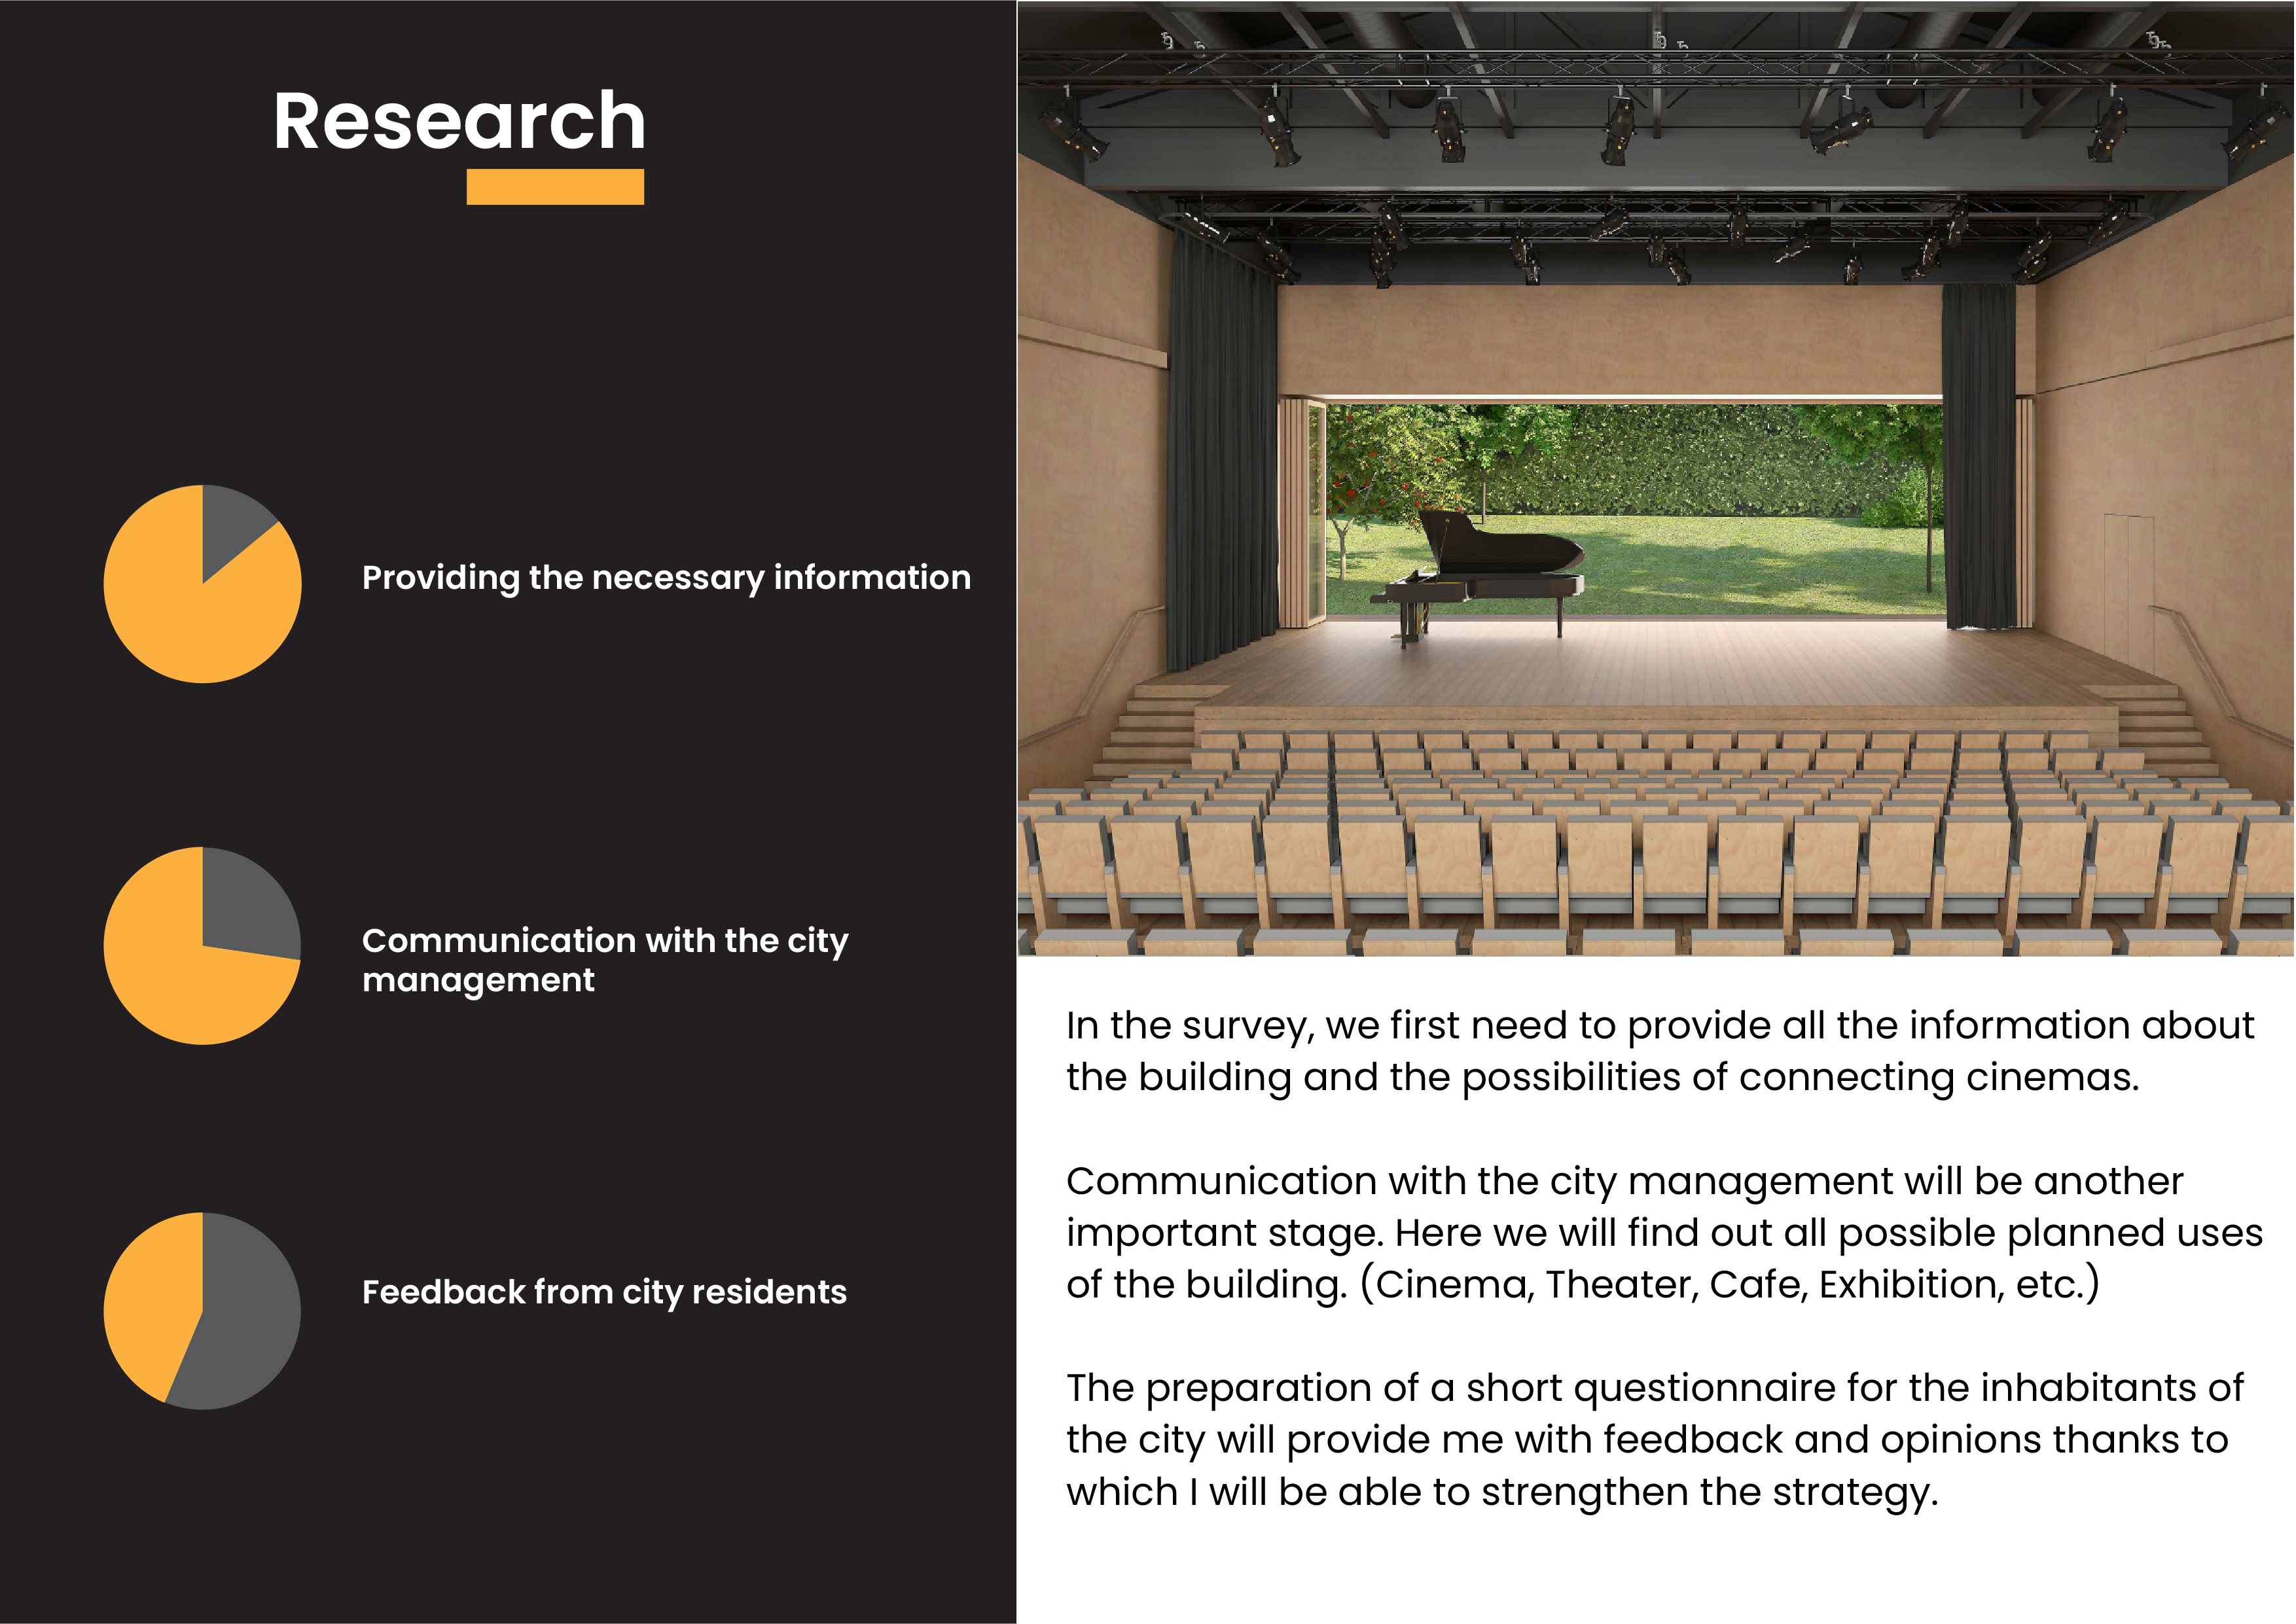 Research
Providing the necessary information
Communication with the city
management
Feedback from city residents
In the survey, we first need to provide all the information about
the building and the possibilities of connecting cinemas.
Communication with the city management will be another
important stage. Here we will find out all possible planned uses
of the building. (Cinema, Theater, Cafe, Exhibition, etc.)
The preparation of a short questionnaire for the inhabitants of
the city will provide me with feedback and opinions thanks to
which I will be able to strengthen the strategy.